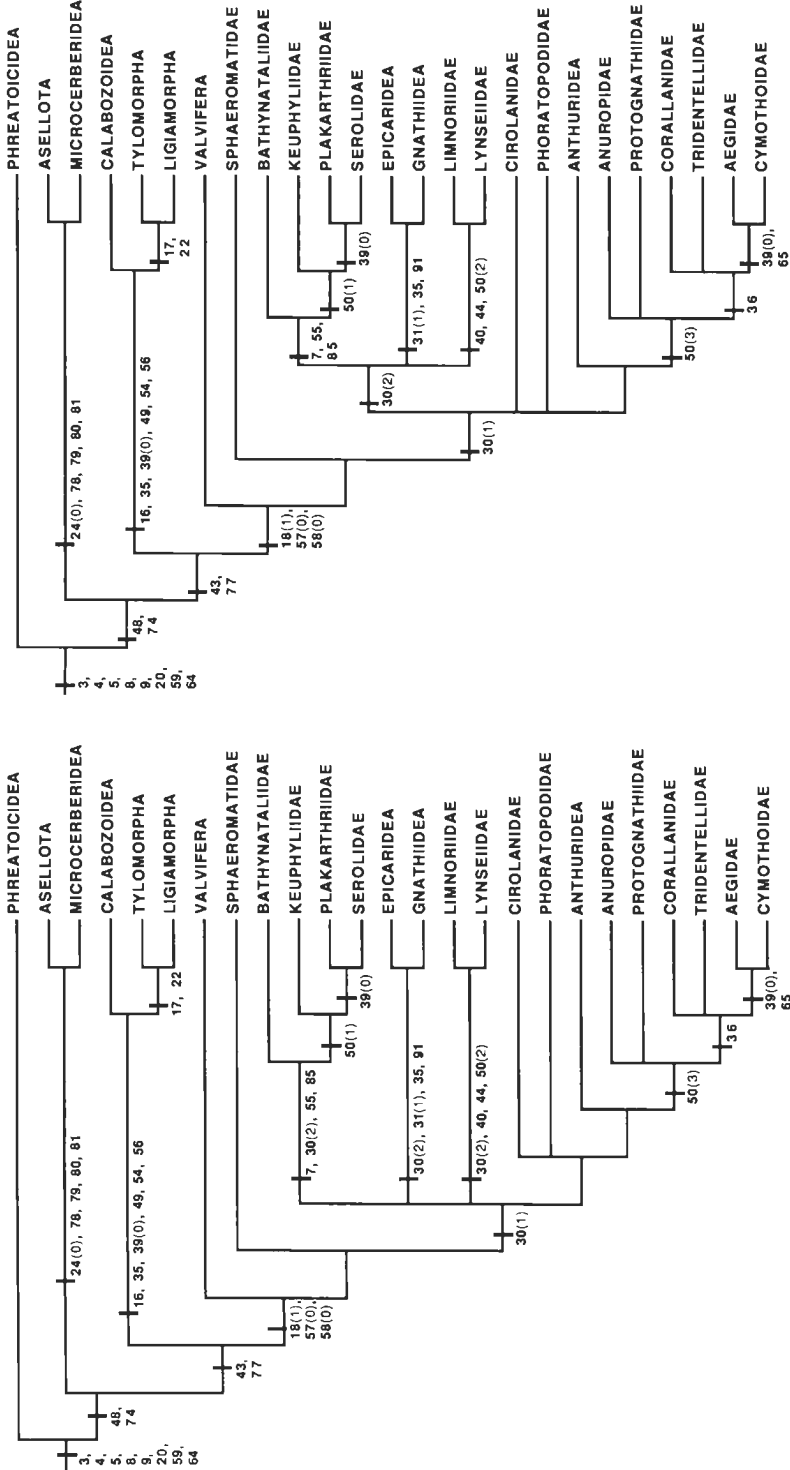 PHREATOICIDEA
ASELLOTA
MICROCERBERIDEA
CALABOZOIDEA
TYLOMORPHA
LIGIAMORPHA
VALVIFERA
SPHAEROMATIDAE
BATHYNATALIIDAE
KEUPHYLIIDAE
PLAKARTHRIIDAE
SEROLIDAE
EPICARIDEA
GNATHIIDEA
LIMNORIIDAE
LYNSEIIDAE
CIROLANIDAE
PHORATOPODIDAE
ANTHURIDEA
ANUROPIDAE
PROTOGNATHIIDAE
CORALLANIDAE
TRIDENTELLIDAE
AEGIDAE
CYMOTHOIDAE
3,
4,
5,
8,
9,
20,
59,
64
48,
74
24(0), 78, 79, 80, 81
43,
77
16, 35, 39(0), 49, 54, 56
17, 22
18(1),
57(0),
58(0)
30(1)
7, 30(2), 55, 85
50(1)
39(0)
30(2), 31(1), 35, 91
30(2), 40, 44, 50(2)
50(3)
36
39(0),
65
PHREATOICIDEA
ASELLOTA
MICROCERBERIDEA
CALABOZOIDEA
TYLOMORPHA
LIGIAMORPHA
VALVIFERA
SPHAEROMATIDAE
BATHYNATALIIDAE
KEUPHYLIIDAE
PLAKARTHRIIDAE
SEROLIDAE
EPICARIDEA
GNATHIIDEA
LIMNORIIDAE
LYNSEIIDAE
CIROLANIDAE
PHORATOPODIDAE
ANTHURIDEA
ANUROPIDAE
PROTOGNATHIIDAE
CORALLANIDAE
TRIDENTELLIDAE
AEGIDAE
CYMOTHOIDAE
3,
4,
5,
8,
9,
20,
59,
64
48,
74
24(0), 78, 79, 80, 81
43,
77
16, 35, 39(0), 49, 54, 56
17,
22
18(1),
57(0),
58(0)
30(1)
30(2)
7, 55,
85
50(1)
39(0)
31(1), 35, 91
40, 44, 50(2)
50(3)
36
39(0),
65